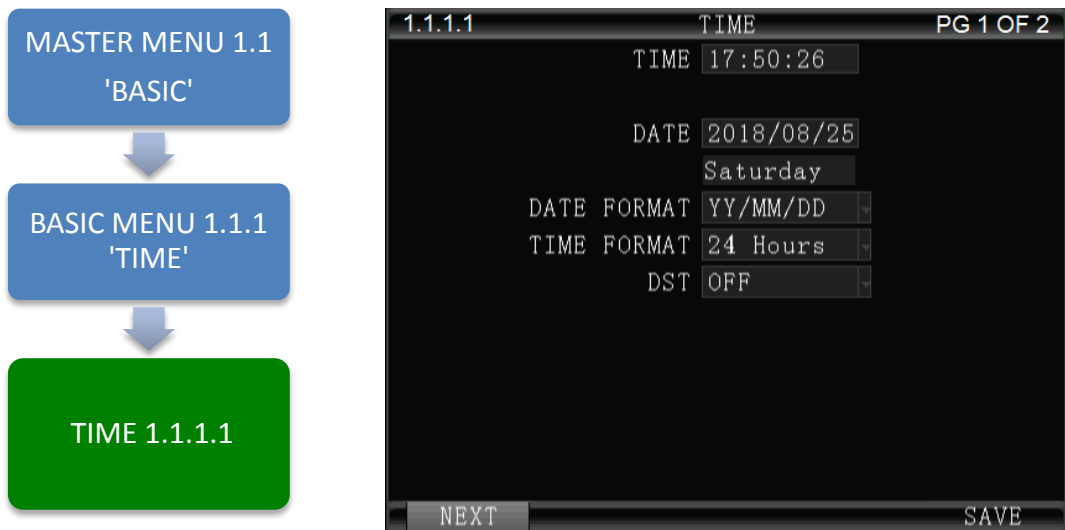 MASTER MENU 1.1
'BASIC'
BASIC MENU 1.1.1
'TIME'
TIME 1.1.1.1
1.1.1.1 TIME PG 1 OF 2
TIME 17:50:26
DATE 2018/08/25
Saturday
DATE FORMAT YY/MM/DD
TIME FORMAT 24 Hours
DST OFF
NEXT SAVE